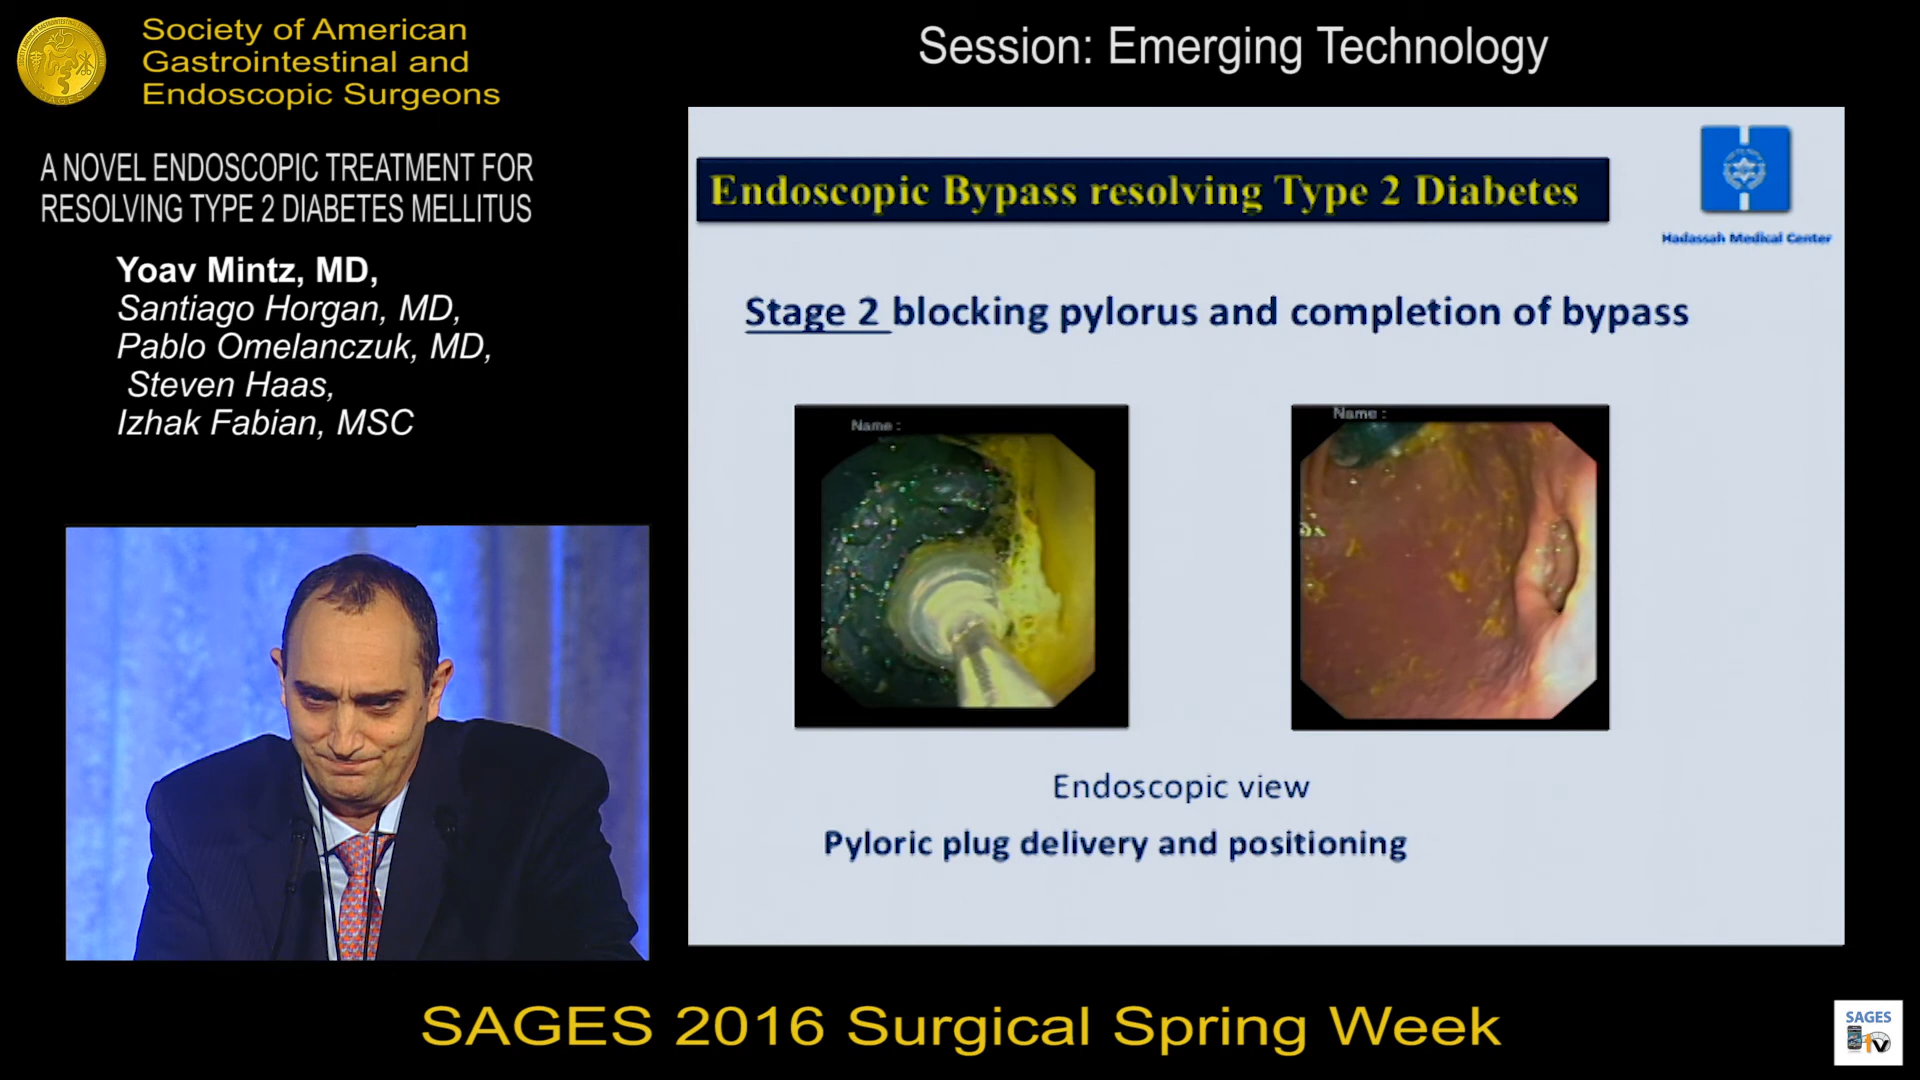 Society of American
Gastrointestinal and
Endoscopic Surgeons
SAGES
Session: Emerging Technology
A NOVEL ENDOSCOPIC TREATMENT FOR
RESOLVING TYPE 2 DIABETES MELLITUS
Yoav Mintz, MD,
Santiago Horgan, MD,
Pablo Omelanczuk, MD,
Steven Haas,
Izhak Fabian, MSC
Endoscopic Bypass resolving Type 2 Diabetes
Hadassah Medical Center
Stage 2 blocking pylorus and completion of bypass
Name :
Name :
Endoscopic view
Pyloric plug delivery and positioning
SAGES 2016 Surgical Spring Week
SAGES
TV